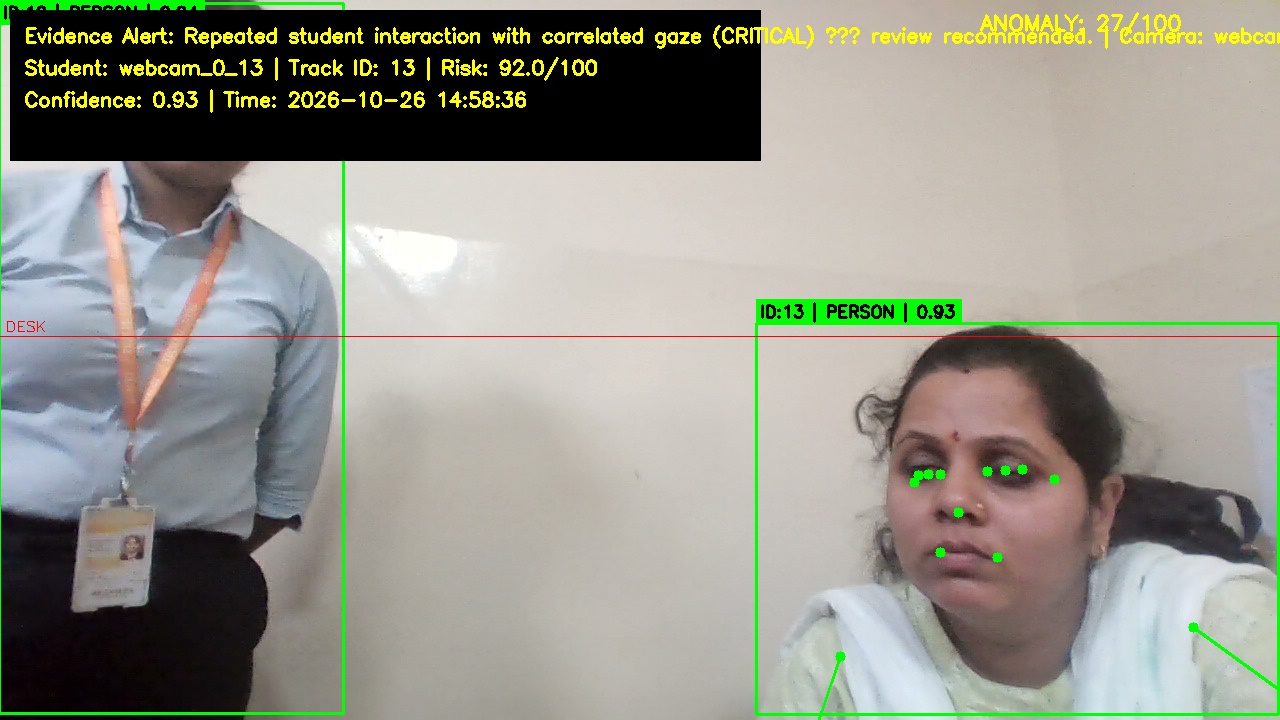 ANOMALY: 27/100
Evidence Alert: Repeated student interaction with correlated gaze (CRITICAL) ??? review recommended. | Camera: webcam
Student: webcam_0_13 | Track ID: 13 | Risk: 92.0/100
Confidence: 0.93 | Time: 2026-10-26 14:58:36
ID:13 | PERSON | 0.93
DESK